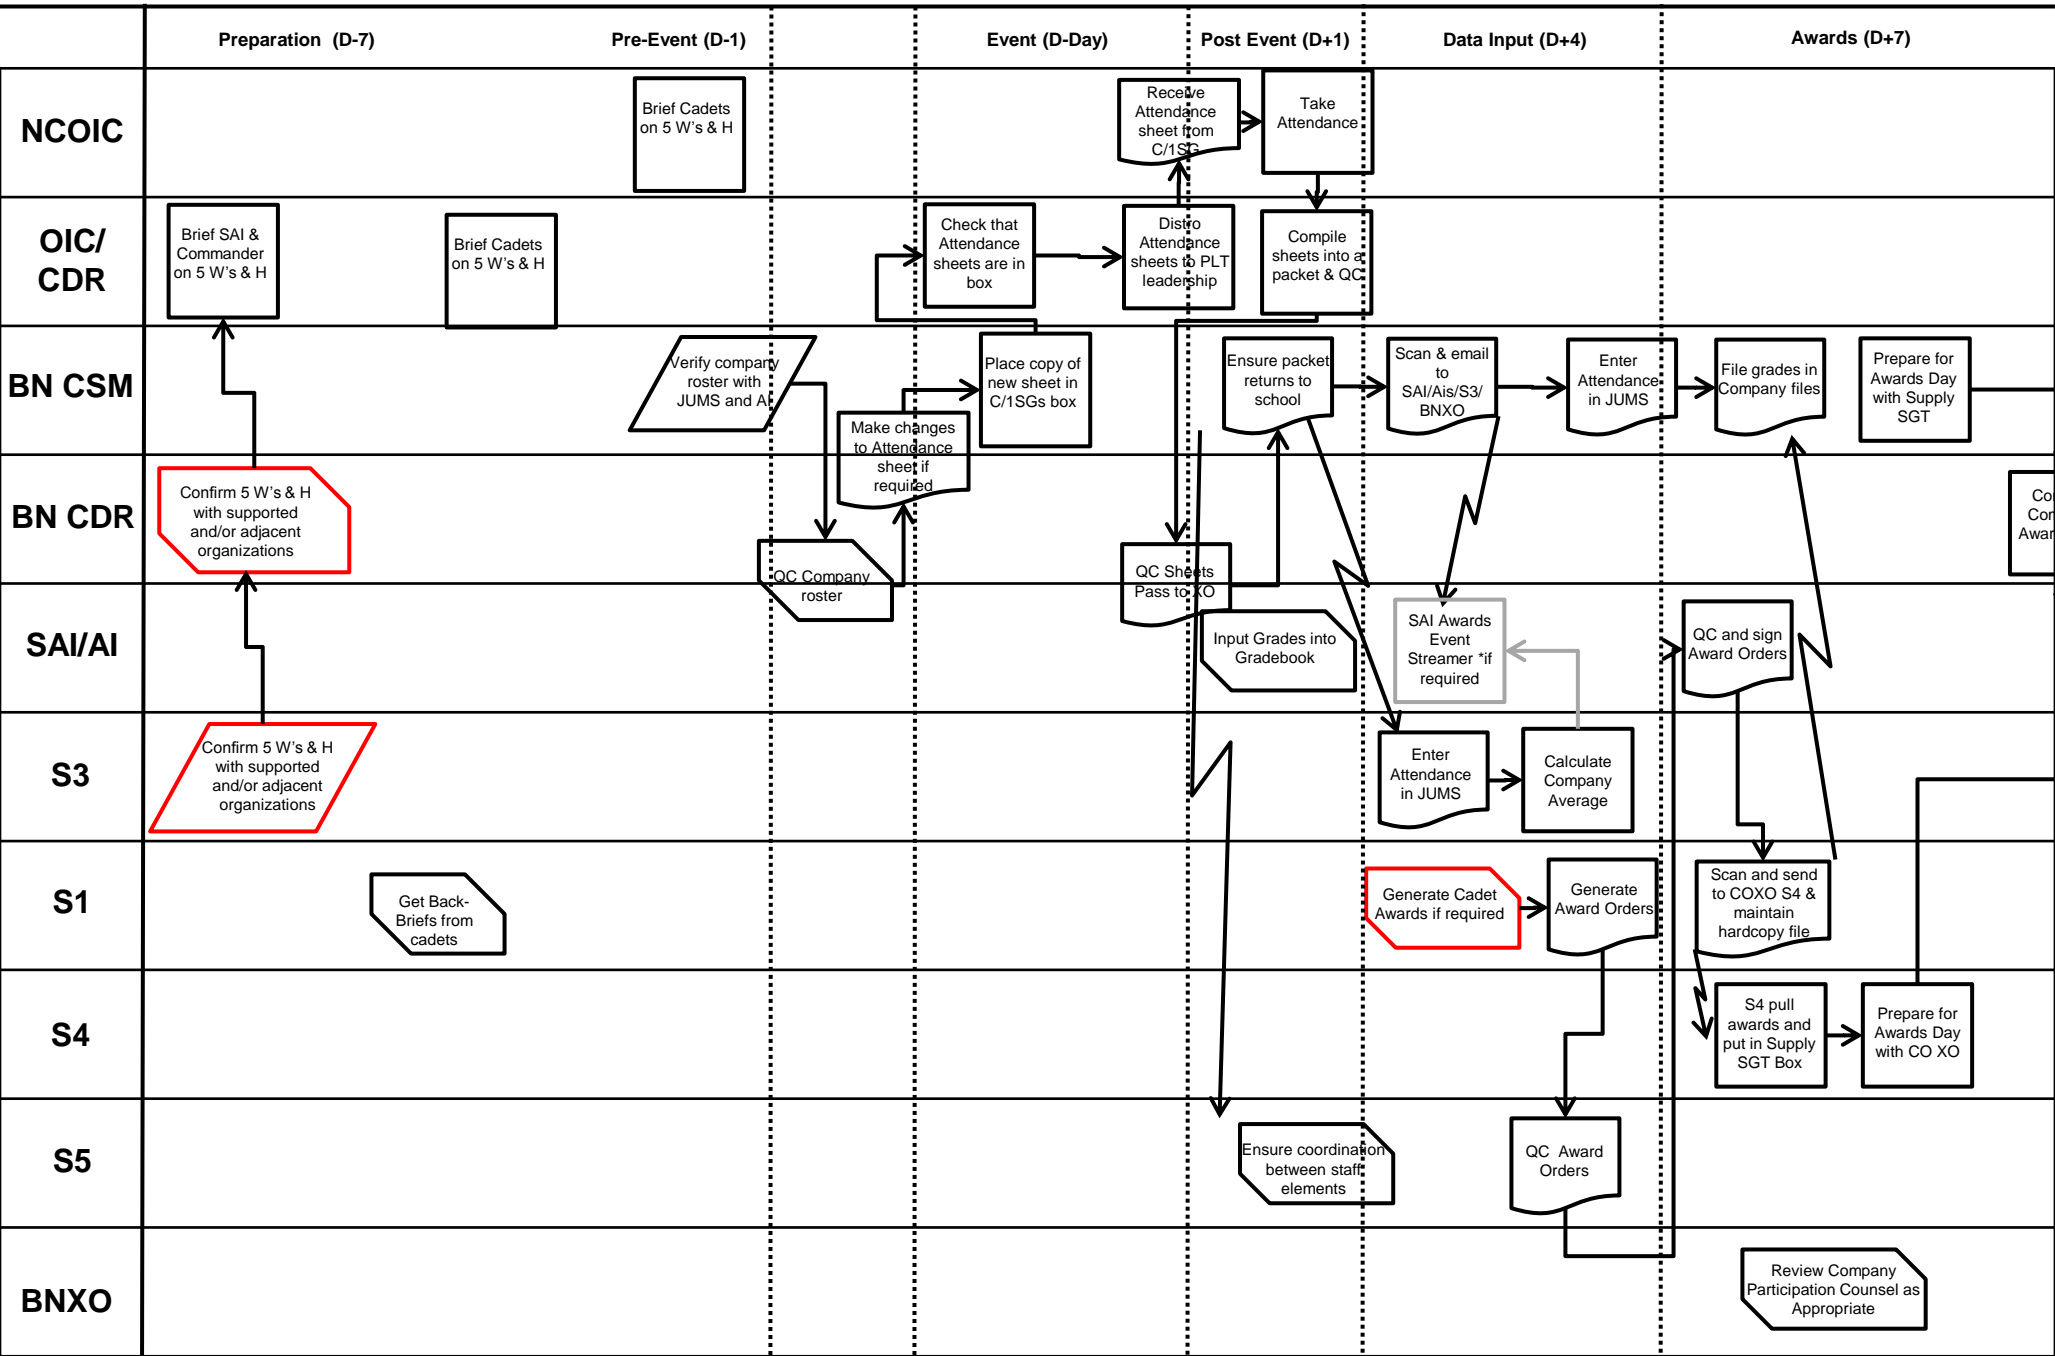 Preparation  (D-7)
Pre-Event (D-1)
Event (D-Day)
Post Event (D+1)
Data Input (D+4)
Awards (D+7)
NCOIC
Brief Cadets
on 5 W's & H
Receive
Attendance
sheet from
C/1SG
Take
Attendance
OIC/
CDR
Brief SAI &
Commander
on 5 W's & H
Brief Cadets
on 5 W's & H
Check that
Attendance
sheets are in
box
Distro
Attendance
sheets to PLT
leadership
Compile
sheets into a
packet & QC
BN CSM
Verify company
roster with
JUMS and AI
Make changes
to Attendance
sheet if
required
Place copy of
new sheet in
C/1SGs box
Ensure packet
returns to
school
Scan & email
to
SAI/Ais/S3/
BNXO
Enter
Attendance
in JUMS
File grades in
Company files
Prepare for
Awards Day
with Supply
SGT
BN CDR
Confirm 5 W's & H
with supported
and/or adjacent
organizations
QC Company
roster
QC Sheets
Pass to XO
SAI/AI
Input Grades into
Gradebook
SAI Awards
Event
Streamer *if
required
QC and sign
Award Orders
S3
Confirm 5 W's & H
with supported
and/or adjacent
organizations
Enter
Attendance
in JUMS
Calculate
Company
Average
S1
Get Back-
Briefs from
cadets
Generate Cadet
Awards if required
Generate
Award Orders
Scan and send
to COXO S4 &
maintain
hardcopy file
S4
S4 pull
awards and
put in Supply
SGT Box
Prepare for
Awards Day
with CO XO
S5
Ensure coordination
between staff
elements
QC  Award
Orders
BNXO
Review Company
Participation Counsel as
Appropriate